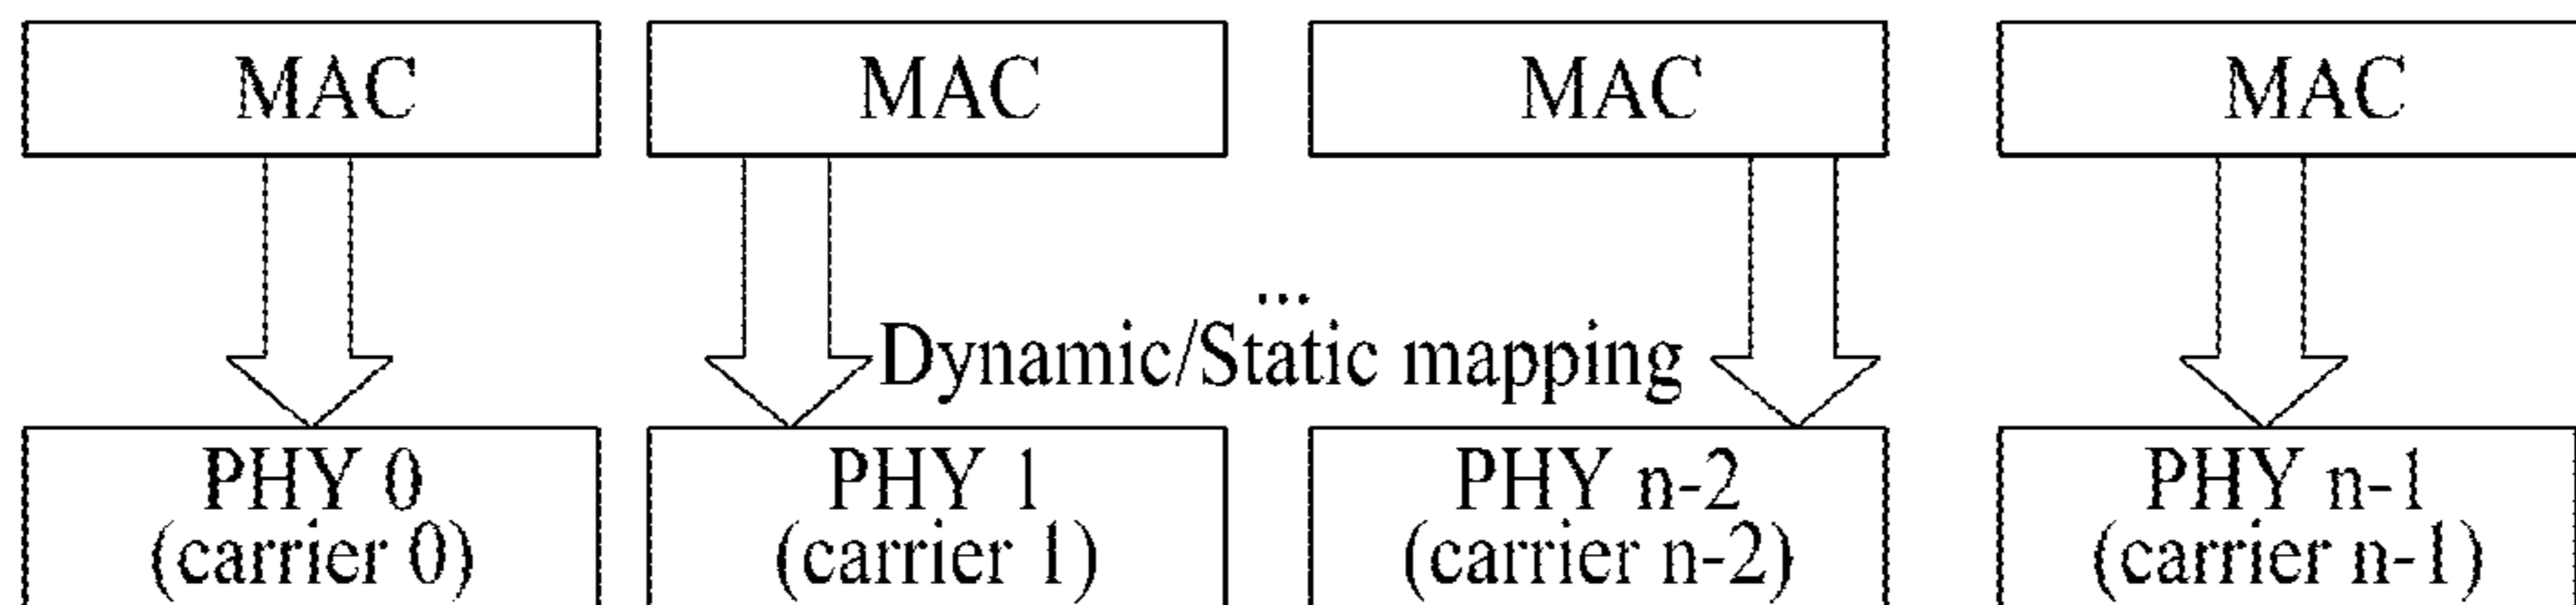 MAC MAC MAC MAC
...
Dynamic/Static mapping
PHY 0 PHY 1 PHY n-2 PHY n-1
(carrier 0) (carrier 1) (carrier n-2) (carrier n-1)